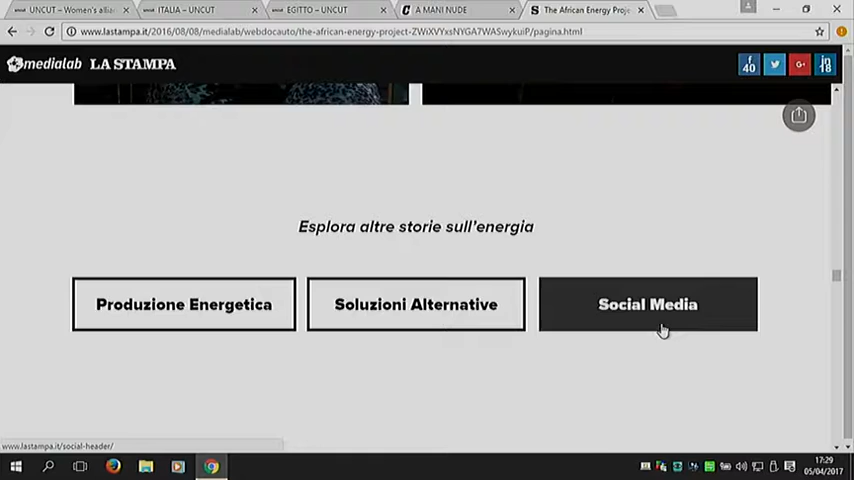 UNCUT – Women's allia
ITALIA – UNCUT
EGITTO – UNCUT
A MANI NUDE
The African Energy Proje
www.lastampa.it/2016/08/08/medialab/webdocauto/the-african-energy-project-ZWiXVYxsNYGA7WASwykuiP/pagina.html
medialab LA STAMPA
f 40
G+
in 18
Esplora altre storie sull'energia
Produzione Energetica
Soluzioni Alternative
Social Media
www.lastampa.it/social-header/
17:29
05/04/2017